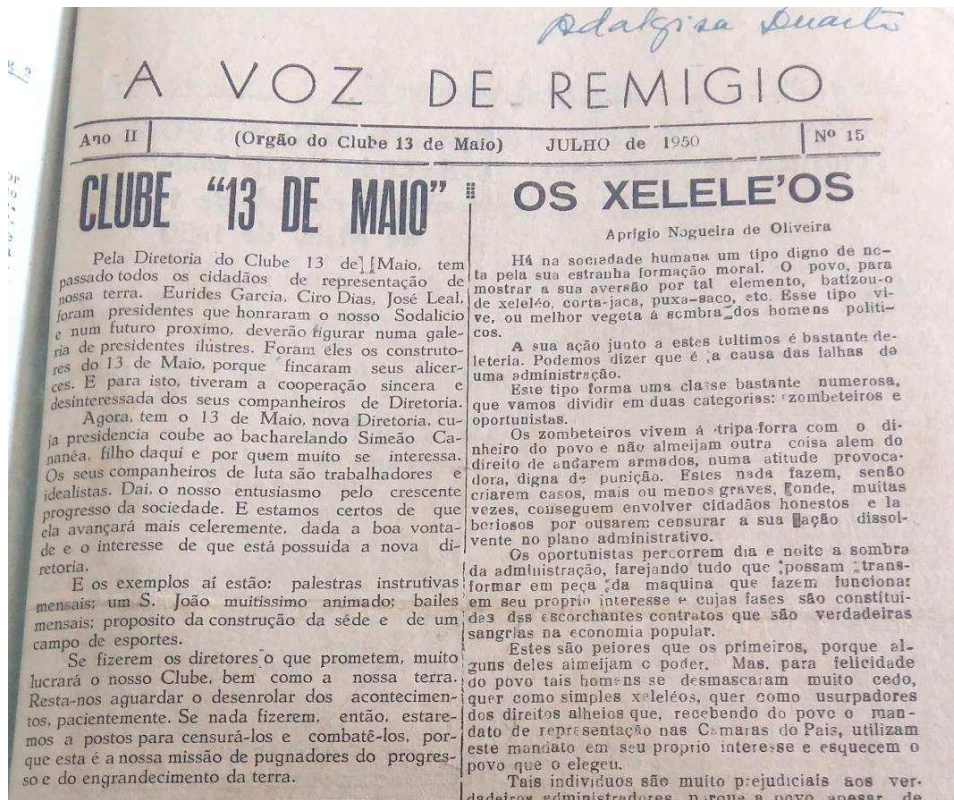 Adalgisa Duarte
A VOZ DE REMIGIO
Ano II
(Orgão do Clube 13 de Maio) JULHO de 1950
Nº 15
CLUBE “13 DE MAIO”
Pela Diretoria do Clube 13 de Maio, tem
passado todos os cidadãos de representação de
nossa terra. Eurides Garcia, Ciro Dias, José Leal,
foram presidentes que honraram o nosso Sodalicio
e num futuro proximo, deverão figurar numa gale-
ria de presidentes ilustres. Foram êles os construto-
res do 13 de Maio, porque fincaram seus alicer-
ces. E para isto, tiveram a cooperação sincera e
desinteressada dos seus companheiros de Diretoria.
Agora, tem o 13 de Maio, nova Diretoria, cu-
ja presidencia coube ao bacharelando Simeão Ca-
nanéa, filho daqui e por quem muito se interessa.
Os seus companheiros de luta são trabalhadores e
idealistas. Dai, o nosso entusiasmo pelo crescente
progresso da sociedade. E estamos certos de que
ela avançará mais celeremente, dada a boa vonta-
de e o interesse de que está possuida a nova di-
retoria.
E os exemplos aí estão: palestras instrutivas
mensais; um S. João muitissimo animado; bailes
mensais; proposito da construção da séde e de um
campo de esportes.
Se fizerem os diretores o que prometem, muito
lucrará o nosso Clube, bem como a nossa terra.
Resta-nos aguardar o desenrolar dos acontecimen-
tos, pacientemente. Se nada fizerem, então, estare-
mos a postos para censurá-los e combatê-los, por-
que esta é a nossa missão de pugnadores do progres-
so e do engrandecimento da terra.
OS XELELE'OS
Aprigio Nogueira de Oliveira
Há na sociedade humana um tipo digno de no-
ta pela sua estranha formação moral. O povo, para
mostrar a sua aversão por tal elemento, batizou-o
de xeleléo, corta-jaca, puxa-saco, etc. Esse tipo vi-
ve, ou melhor vegeta á sombra dos homens politi-
cos.
A sua ação junto a estes tultimos é bastante de-
leteria. Podemos dizer que é a causa das falhas da
uma administração.
Este tipo forma uma classe bastante numerosa,
que vamos dividir em duas categorias: zombeteiros e
oportunistas.
Os zombeteiros vivem á tripa-forra com o di-
nheiro do povo e não almejam outra coisa alem do
direito de andarem armados, numa atitude provoca-
dora, digna de punição. Estes nada fazem, senão
criarem casos, mais ou menos graves, onde, muitas
vezes, conseguem envolver cidadãos honestos e la
boriosos por ousarem censurar a sua ação dissol-
vente no plano administrativo.
Os oportunistas percorrem dia e noite a sombra
da administração, farejando tudo que possam trans-
formar em peça da maquina que fazem funcionar
em seu proprio interesse e cujas fases são constitui-
das dss escorchantes contratos que são verdadeiras
sangrias na economia popular.
Estes são peiores que os primeiros, porque al-
guns deles almejam o poder. Mas, para felicidade
do povo tais homens se desmascaram muito cedo,
quer como simples xeleléos, quer como usurpadores
dos direitos alheios que, recebendo do povo o man-
dato de representação nas Camaras do Pais, utilizam
este mandato em seu proprio interesse e esquecem o
povo que o elegeu.
Tais individuos são muito prejudiciais aos ver-
dadeiros administradores, porque o povo apesar de